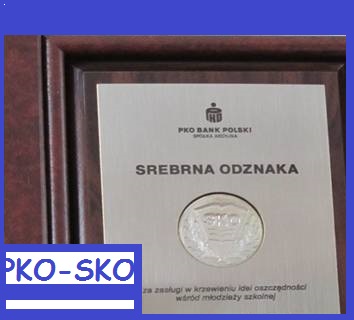 PKO BANK POLSKI
SPÓŁKA AKCYJNA
SREBRNA ODZNAKA
SKO
za zasługi w krzewieniu idei oszczędności
wśród młodzieży szkolnej
PKO-SKO